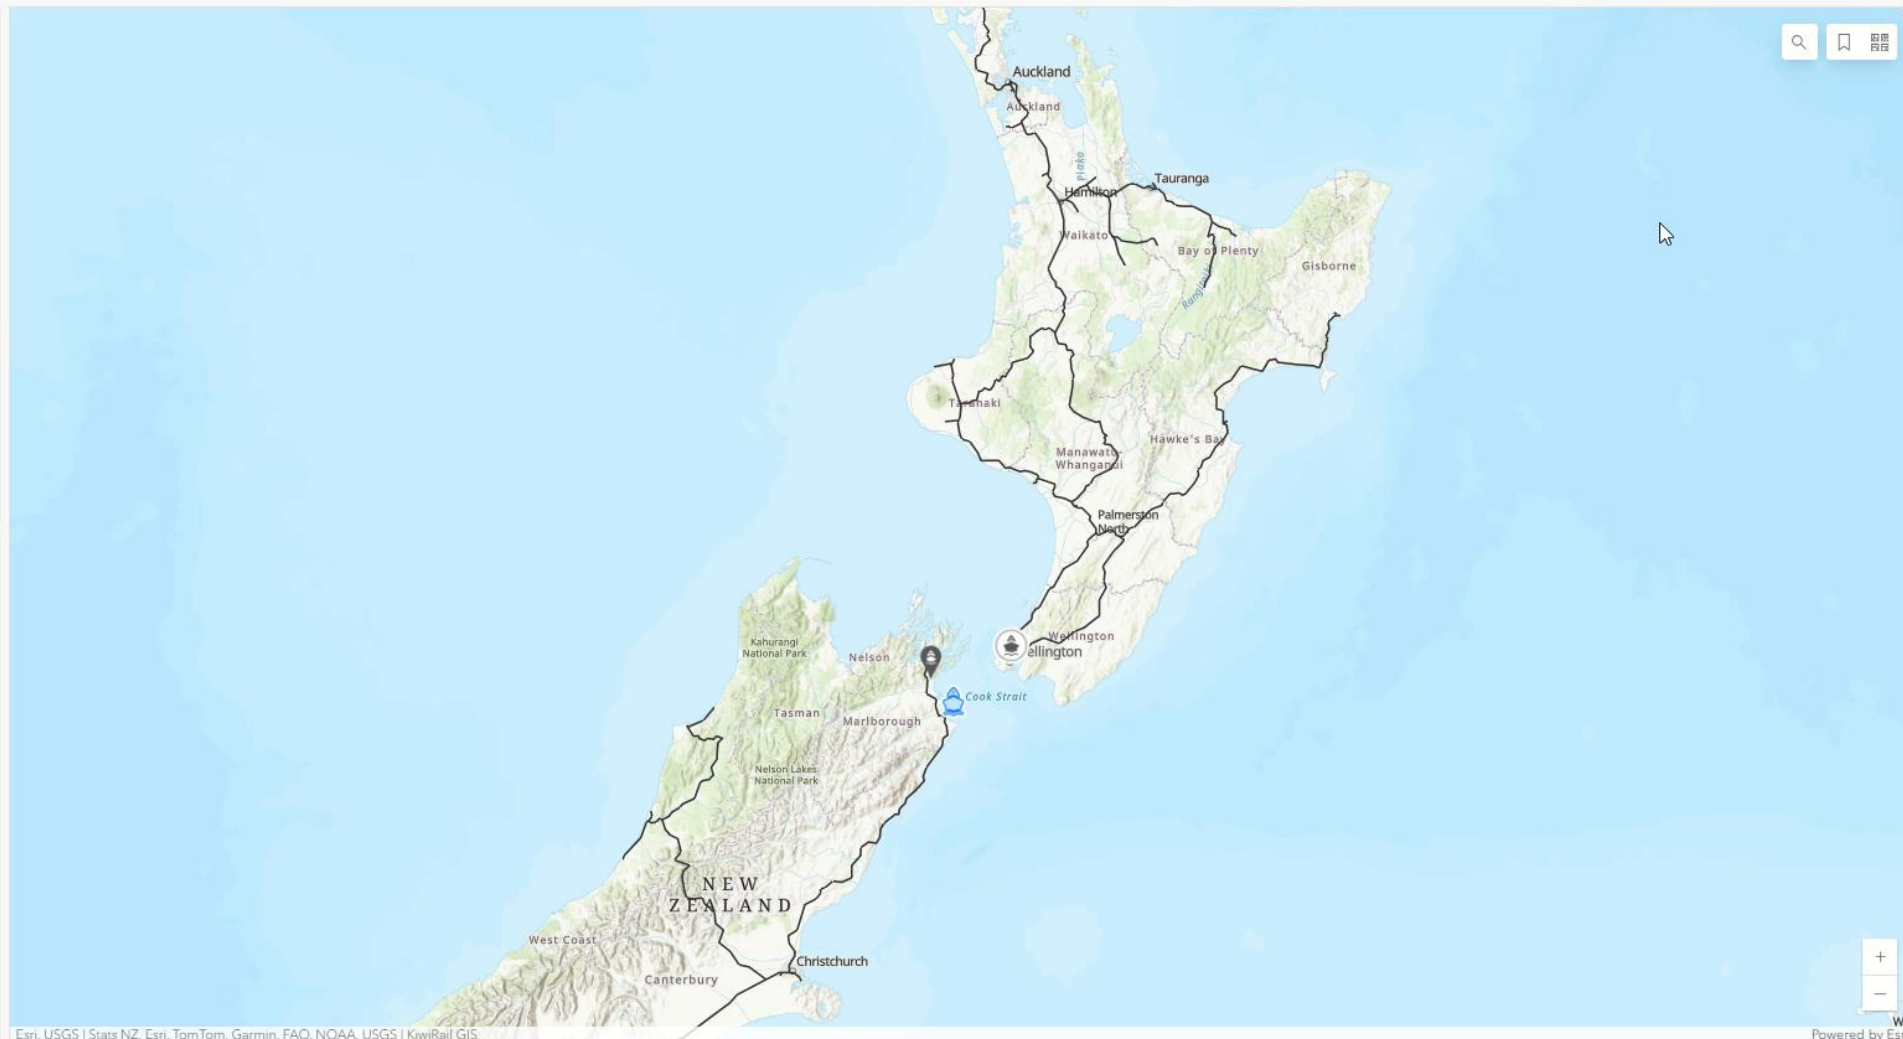 Auckland
Auckland
Piako
Tauranga
Hamilton
Waikato
Bay of Plenty
Gisborne
Taranaki
Hawke's Bay
Manawatu-
Whanganui
Palmerston
North
Wellington
ellington
Kahurangi
National Park
Nelson
Cook Strait
Tasman
Marlborough
Nelson Lakes
National Park
NEW
ZEALAND
West Coast
Christchurch
Canterbury
+
−
W
Esri, USGS | Stats NZ, Esri, TomTom, Garmin, FAO, NOAA, USGS | KiwiRail GIS
Powered by Esr